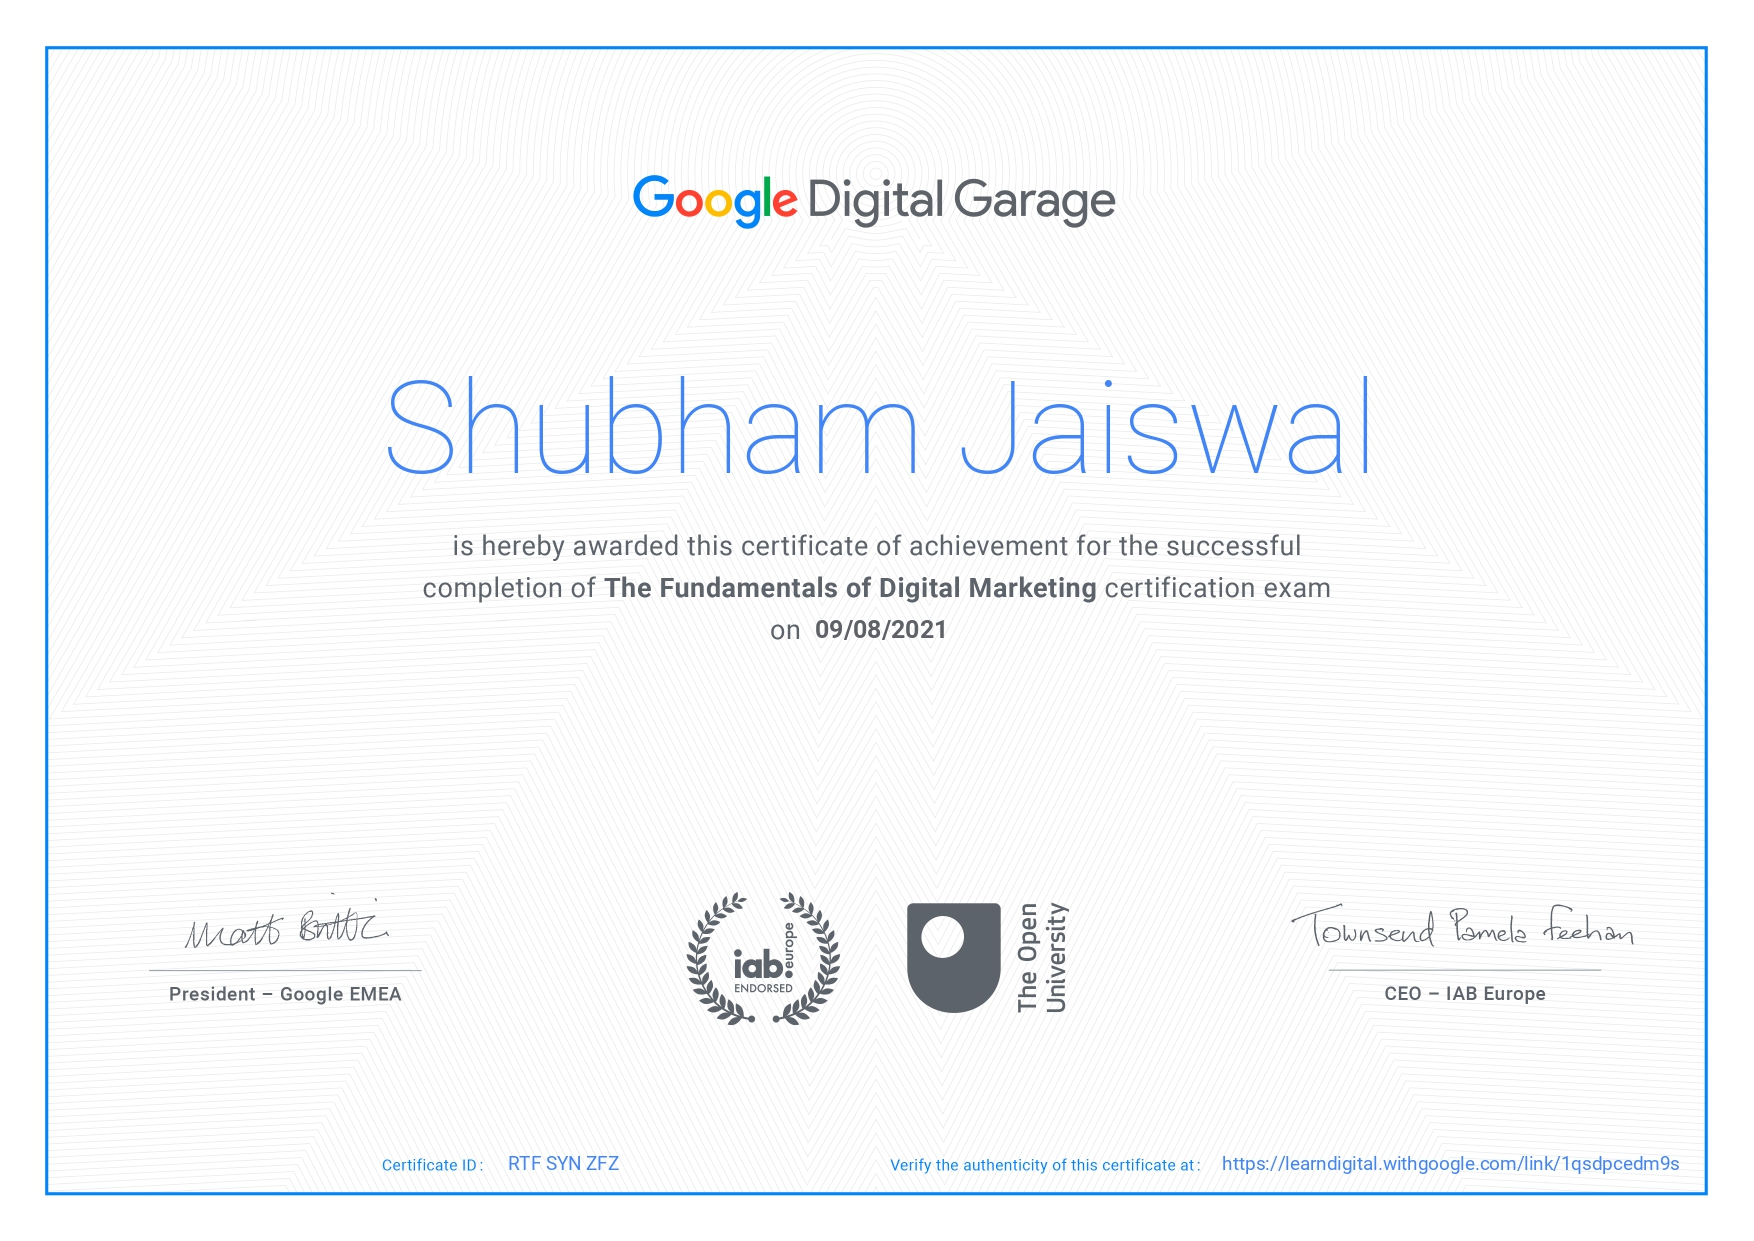 Google Digital Garage
Shubham Jaiswal
is hereby awarded this certificate of achievement for the successful
completion of The Fundamentals of Digital Marketing certification exam
on 09/08/2021
Matt Brittin
President – Google EMEA
iab. europe
ENDORSED
The Open
University
Townsend Pamela Feehan
CEO – IAB Europe
Certificate ID : RTF SYN ZFZ
Verify the authenticity of this certificate at : https://learndigital.withgoogle.com/link/1qsdpcedm9s